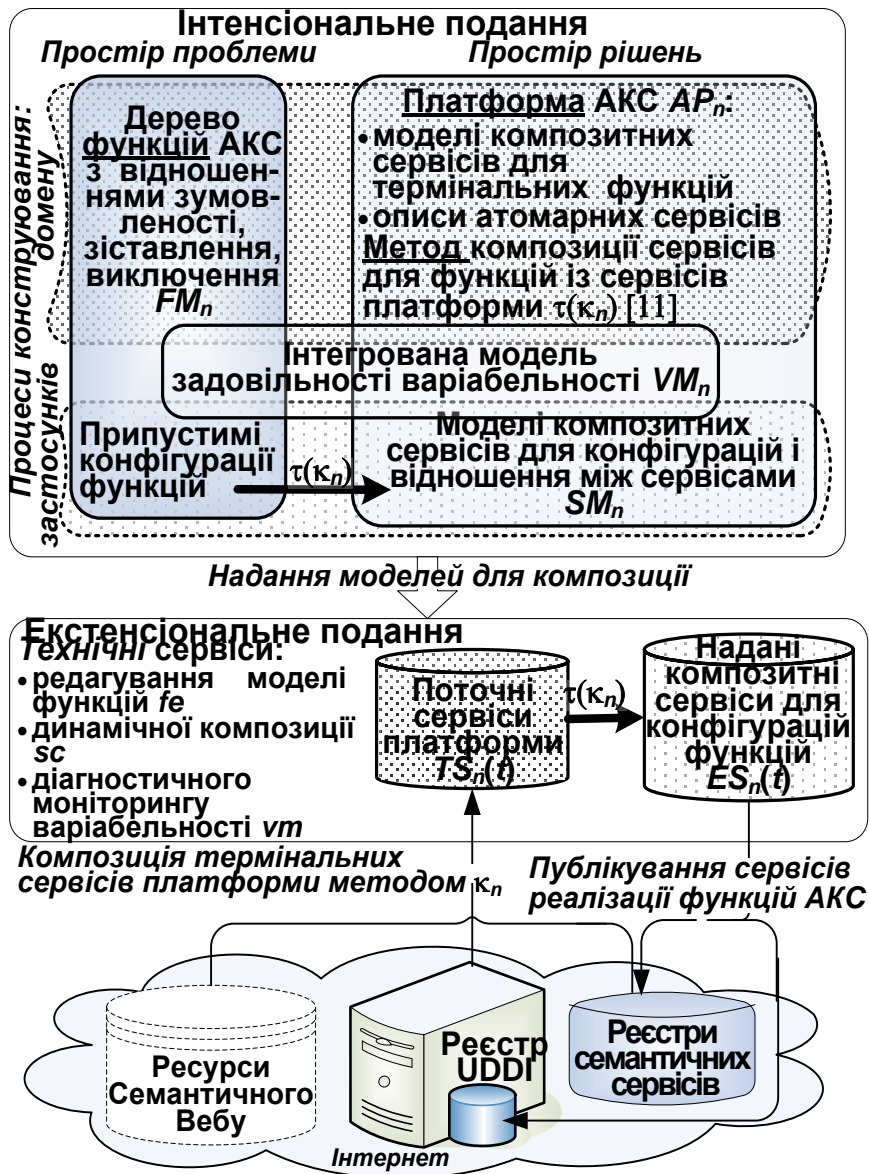 Інтенсіональне подання
Простір проблеми
Простір рішень
Процеси конструювання:
домену
застосунків
Дерево
функцій АКС
з відношен-
нями зумов-
леності,
зіставлення,
виключення
FMn
Платформа АКС APn:
•моделі композитних
сервісів для
термінальних функцій
•описи атомарних сервісів
Метод композиції сервісів
для функцій із сервісів
платформи τ(κn) [11]
Інтегрована модель
задовільності варіабельності VMn
Припустимі
конфігурації
функцій
τ(κn)
Моделі композитних
сервісів для конфігурацій і
відношення між сервісами
SMn
Надання моделей для композиції
Екстенсіональне подання
Технічні сервіси:
•редагування моделі
функцій fe
•динамічної композиції
sc
•діагностичного
моніторингу
варіабельності vm
Поточні
сервіси
платформи
TSn(t)
τ(κn)
Надані
композитні
сервіси для
конфігурацій
функцій
ESn(t)
Композиція термінальних
сервісів платформи методом κn
Публікування сервісів
реалізації функцій АКС
Ресурси
Семантичного
Вебу
Реєстр
UDDI
Реєстри
семантичних
сервісів
Інтернет